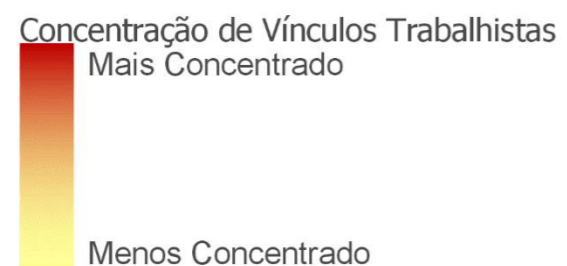 Concentração de Vínculos Trabalhistas
Mais Concentrado
Menos Concentrado